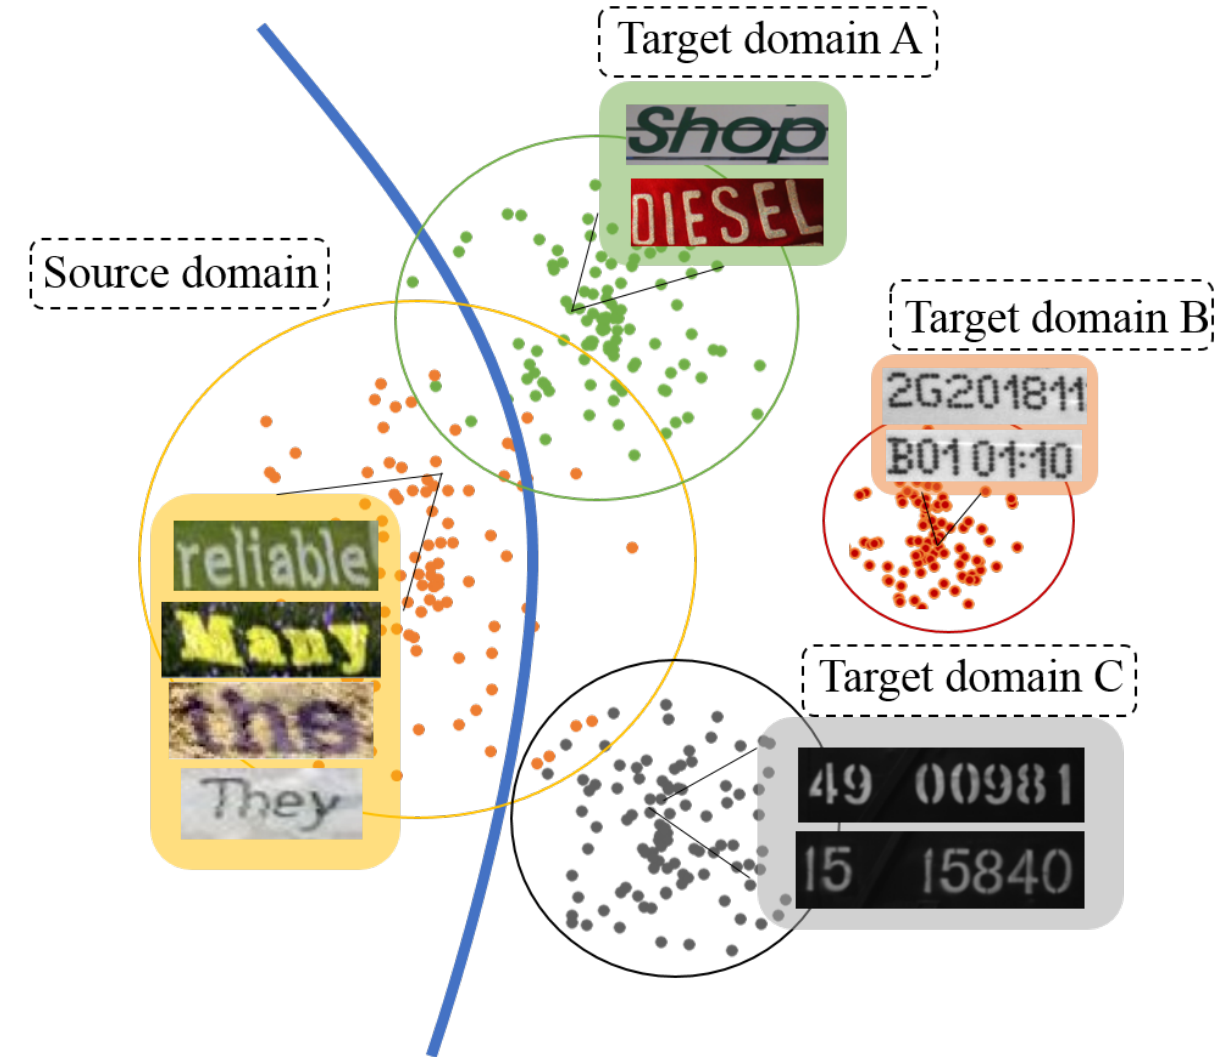 Target domain A
Shop
DIESEL
Source domain
Target domain B
2G201811
B01 01:10
reliable
Many
the
They
Target domain C
49 00981
15 15840